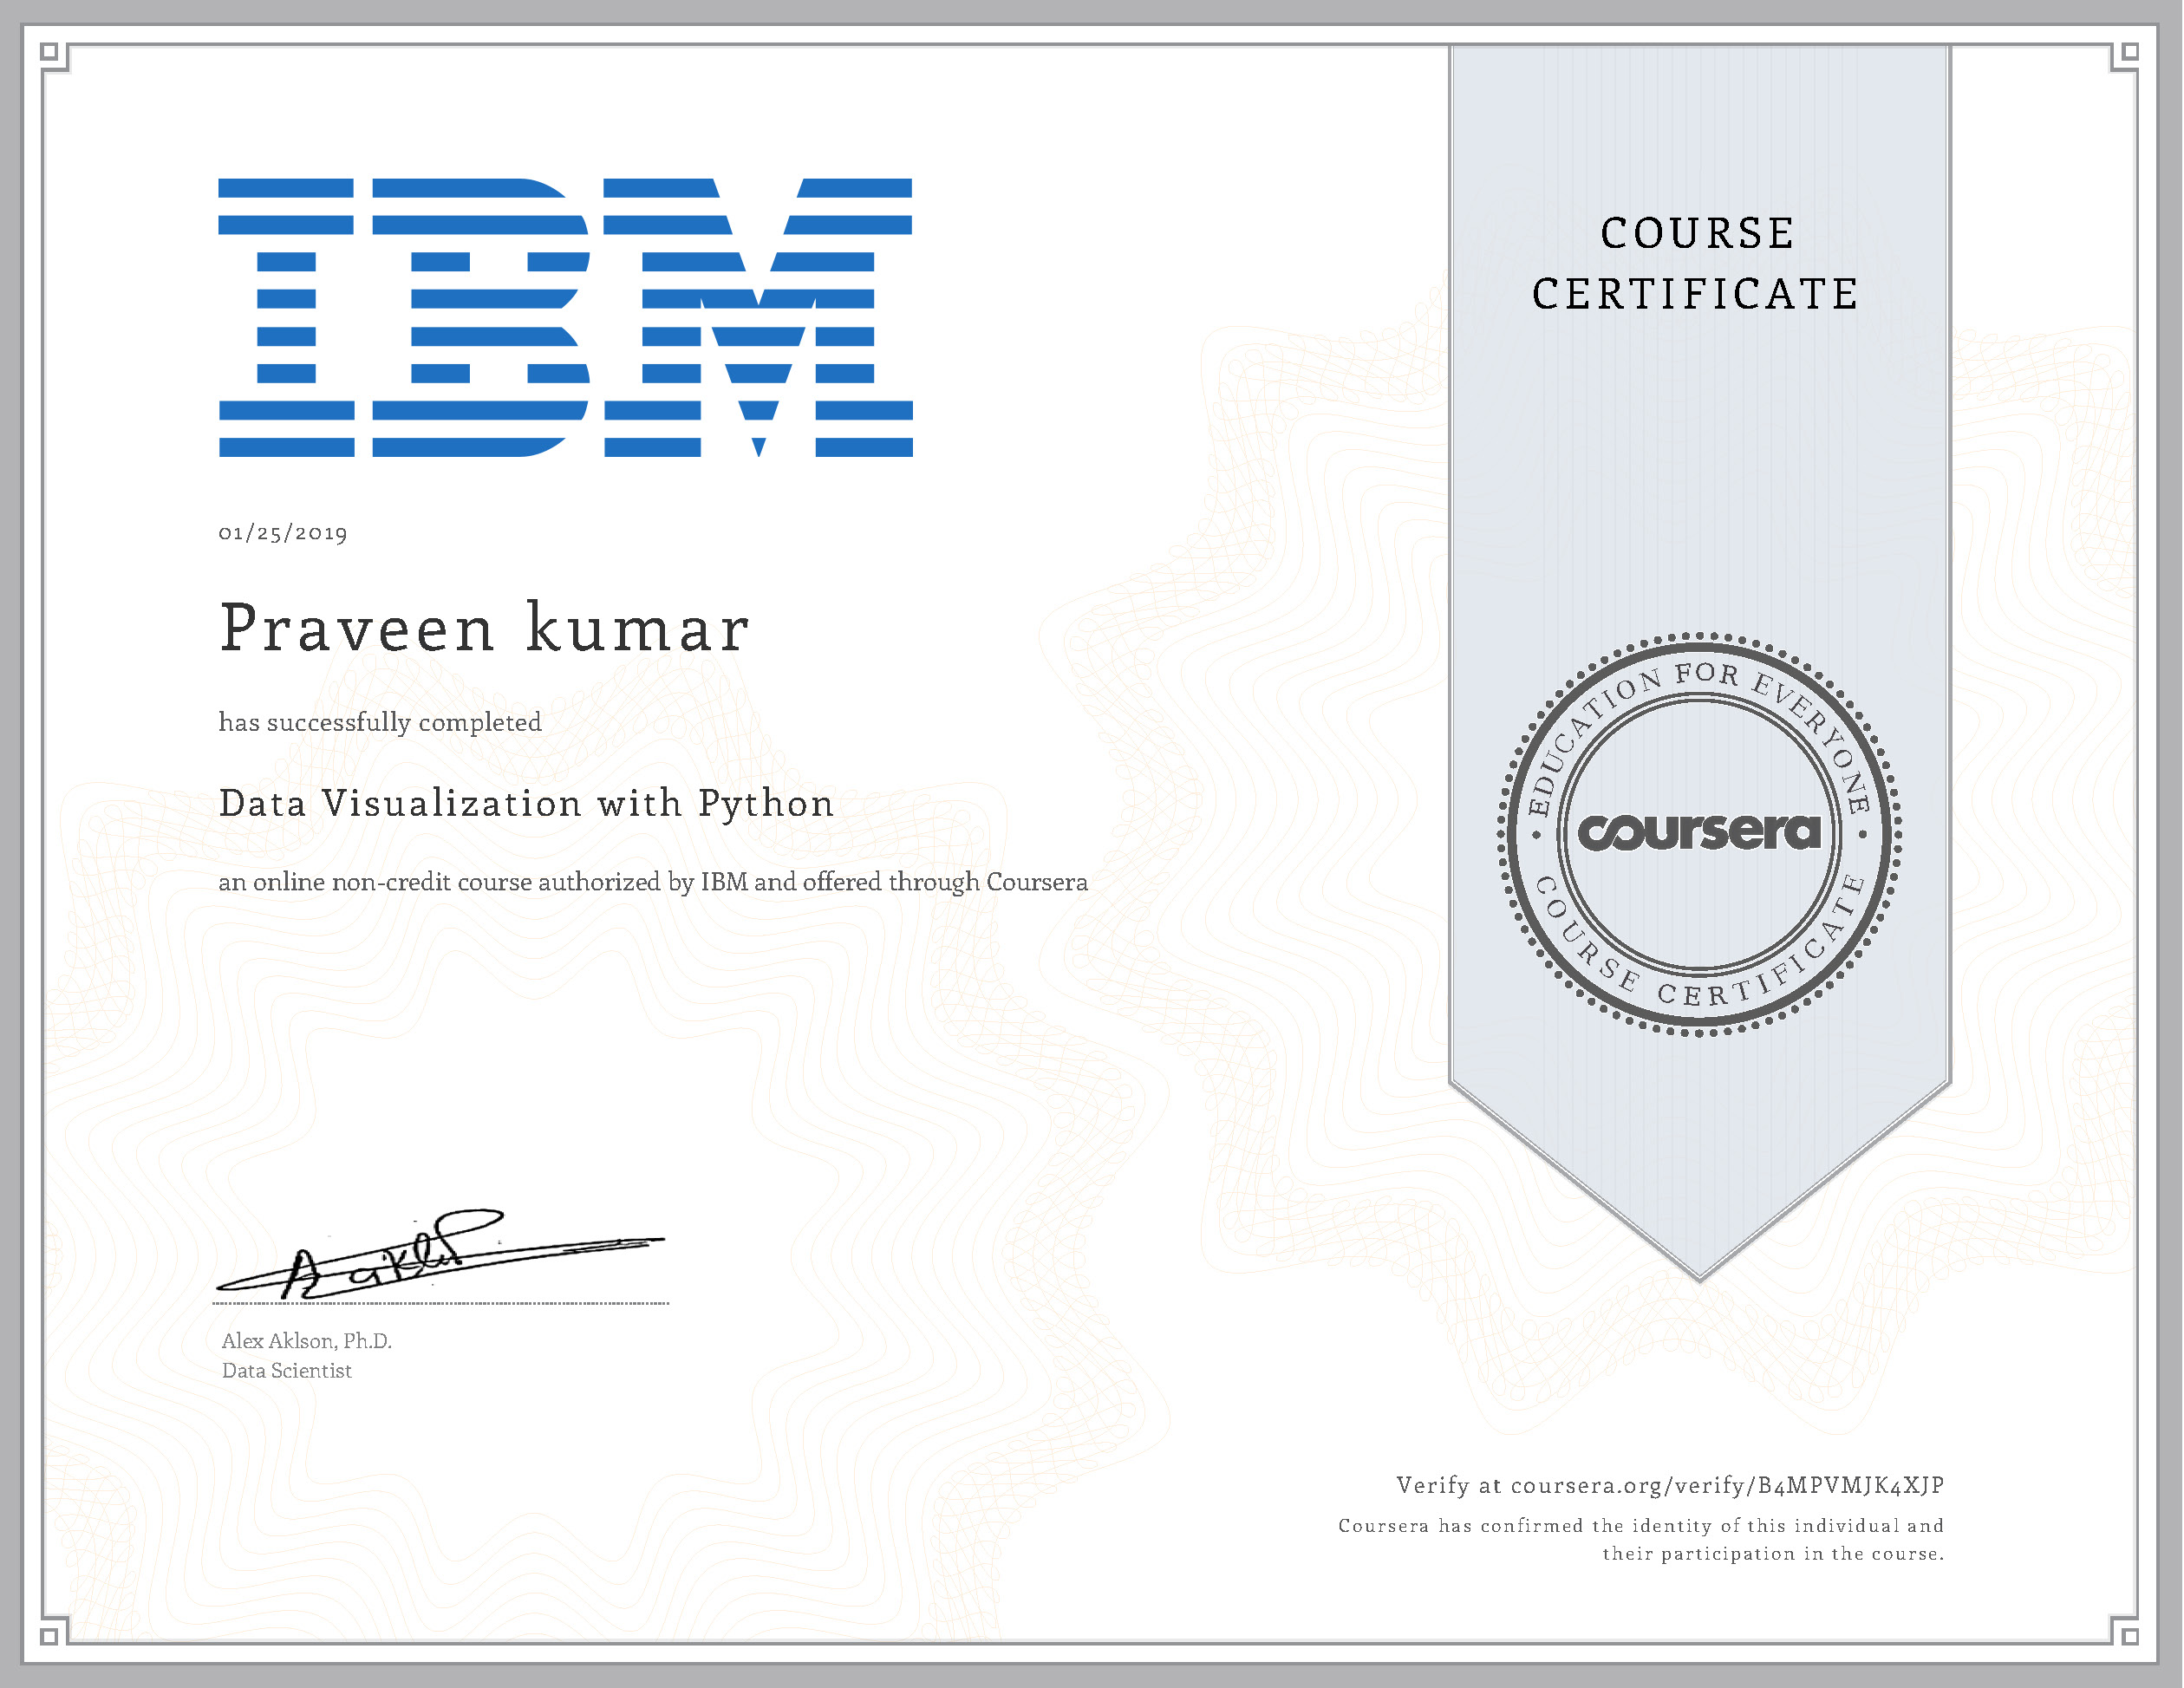 IBM
01/25/2019
Praveen kumar
has successfully completed
Data Visualization with Python
an online non-credit course authorized by IBM and offered through Coursera
Alex Aklson, Ph.D.
Data Scientist
COURSE
CERTIFICATE
EDUCATION FOR EVERYONE
coursera
COURSE CERTIFICATE
Verify at coursera.org/verify/B4MPVMJK4XJP
Coursera has confirmed the identity of this individual and
their participation in the course.